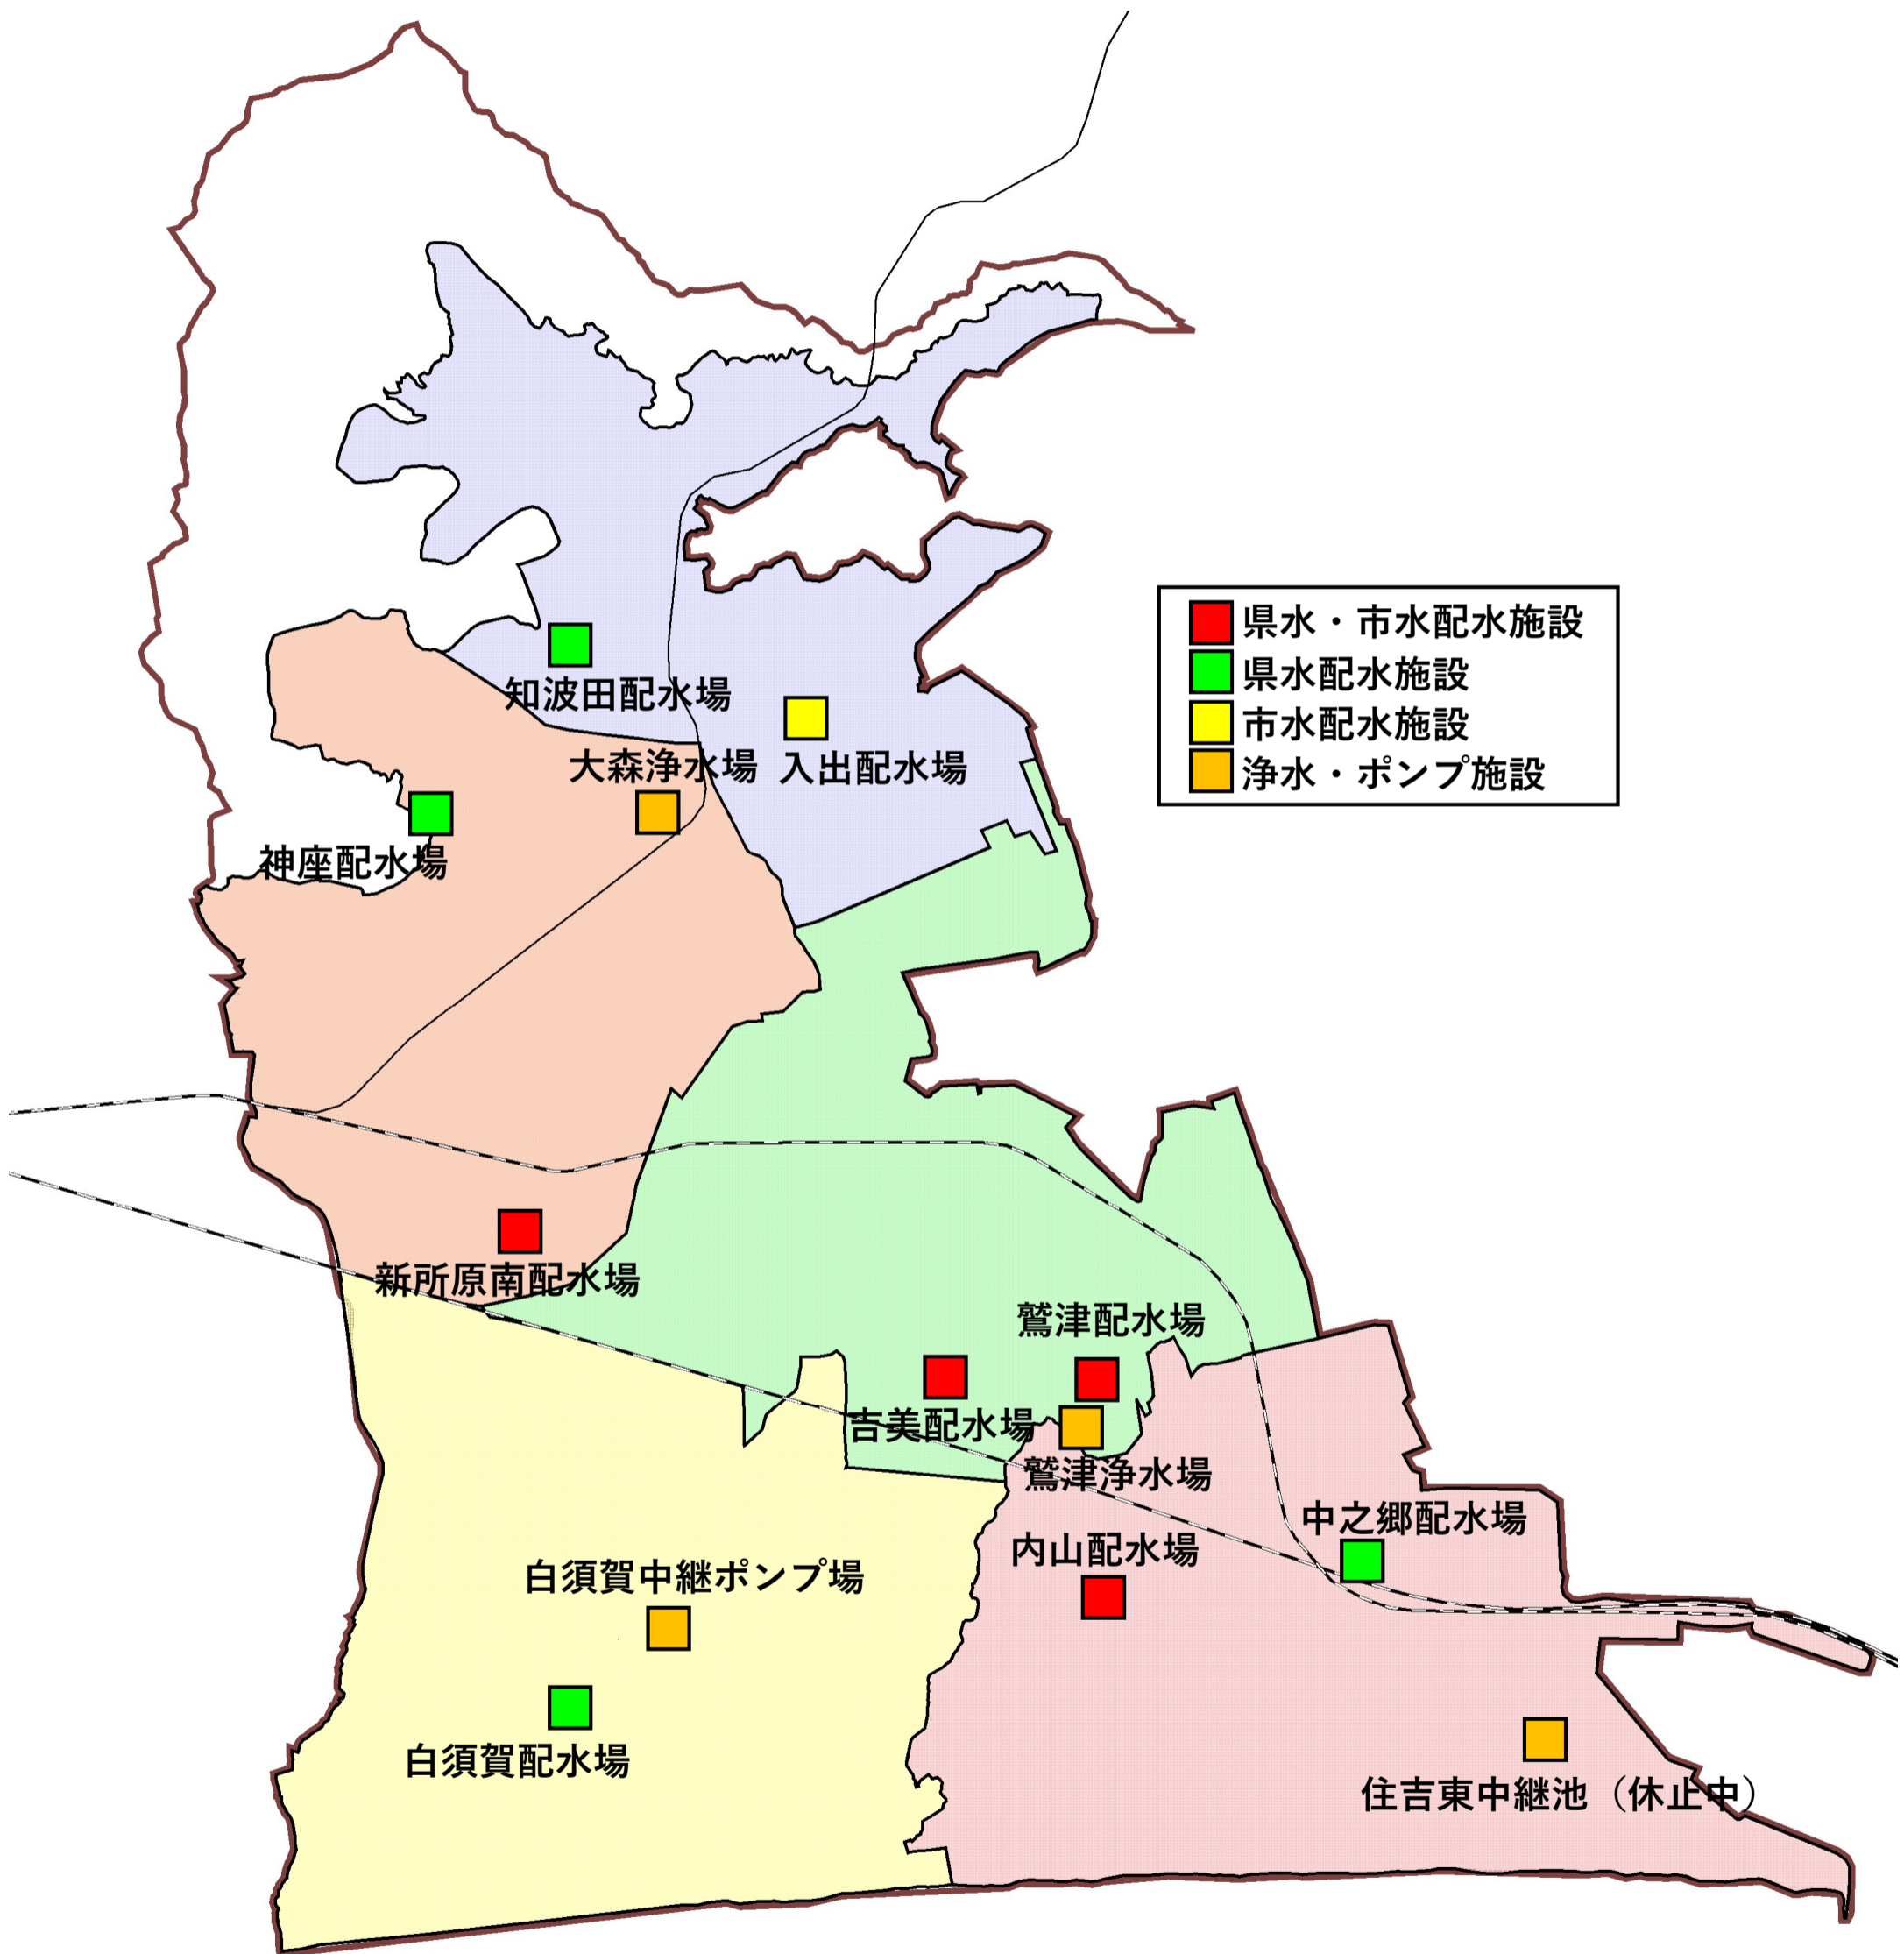 県水・市水配水施設
県水配水施設
市水配水施設
浄水・ポンプ施設
知波田配水場
大森浄水場
入出配水場
神座配水場
新所原南配水場
鷲津配水場
吉美配水場
鷲津浄水場
中之郷配水場
内山配水場
白須賀中継ポンプ場
白須賀配水場
住吉東中継池（休止中）